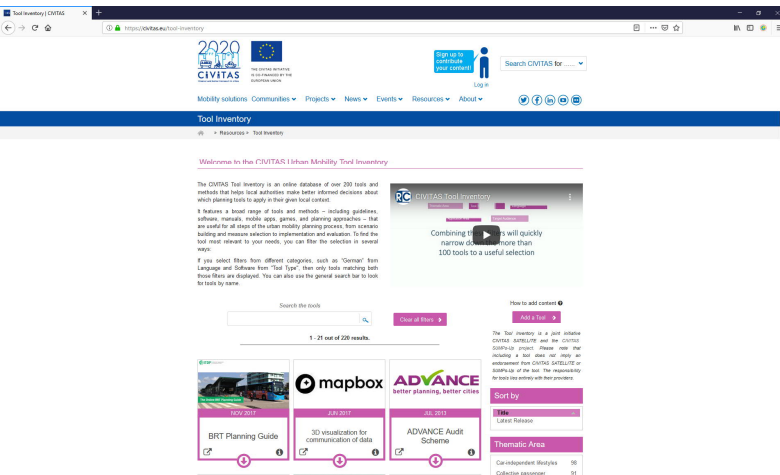 Tool Inventory | CIVITAS
https://civitas.eu/tool-inventory
2020
CIVITAS
THE CIVITAS INITIATIVE
IS CO-FINANCED BY THE
EUROPEAN UNION
Sign up to
contribute
your content!
Log in
Search CIVITAS for ......
Mobility solutions Communities Projects News Events Resources About
Tool Inventory
» Resources » Tool Inventory
Welcome to the CIVITAS Urban Mobility Tool Inventory
The CIVITAS Tool Inventory is an online database of over 200 tools and
methods that helps local authorities make better informed decisions about
which planning tools to apply in their given local context.
It features a broad range of tools and methods – including guidelines,
software, manuals, mobile apps, games, and planning approaches – that
are useful for all steps of the urban mobility planning process, from scenario
building and measure selection to implementation and evaluation. To find the
tool most relevant to your needs, you can filter the selection in several
ways:
If you select filters from different categories, such as "German" from
Language and Software from "Tool Type", then only tools matching both
those filters are displayed. You can also use the general search bar to look
for tools by name.
CIVITAS Tool Inventory
Combining these filters will quickly
narrow down the more than
100 tools to a useful selection
Search the tools
Clear all filters
1 - 21 out of 220 results.
How to add content
Add a Tool
The Tool Inventory is a joint initiative
CIVITAS SATELLITE and the CIVITAS
SUMPs-Up project. Please note that
including a tool does not imply an
endorsement from CIVITAS SATELLITE or
SUMPs-Up of the tool. The responsibility
for tools lies entirely with their providers.
Sort by
Title
Latest Release
Thematic Area
Car-independent lifestyles 98
Collective passenger 91
NOV 2017
BRT Planning Guide
mapbox
JUN 2017
3D visualization for
communication of data
ADVANCE
better planning, better cities
JUL 2013
ADVANCE Audit
Scheme